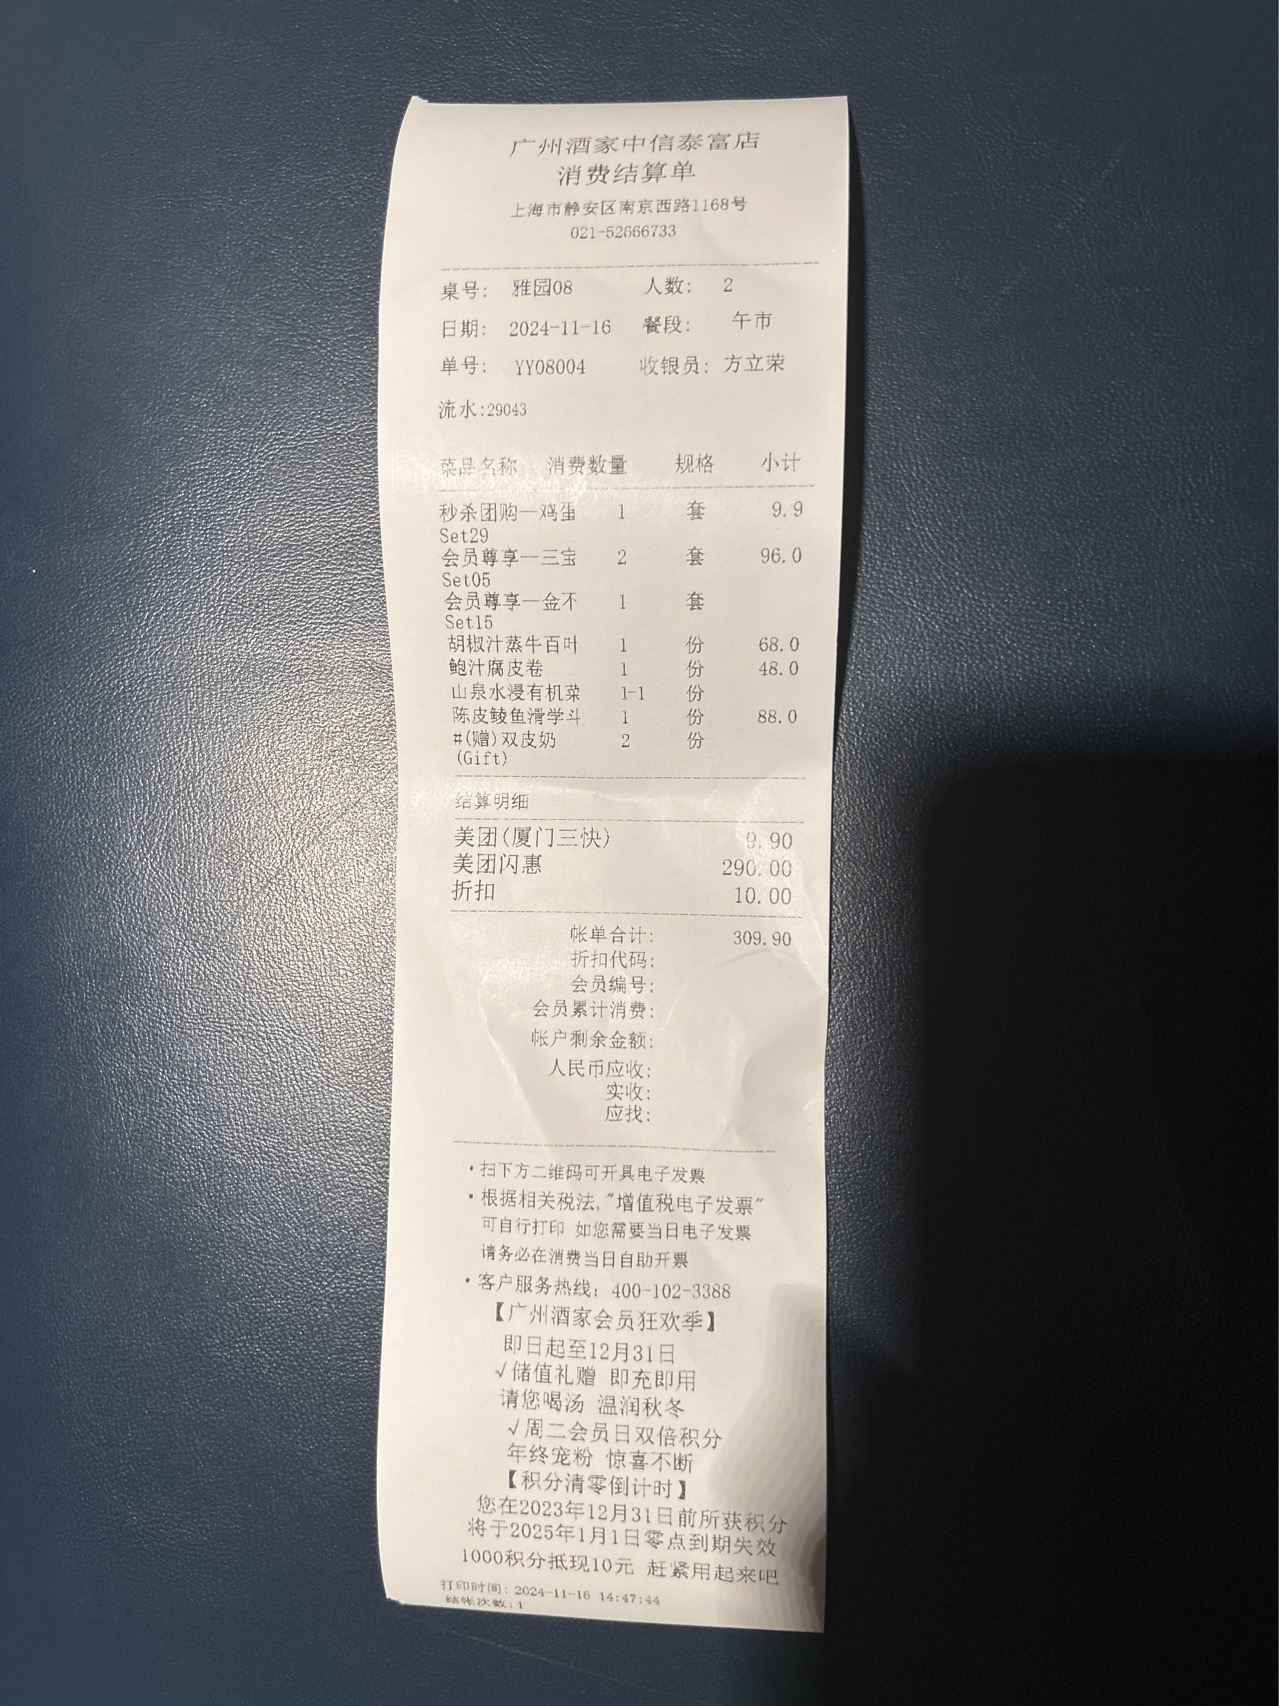 广州酒家中信泰富店
消费结算单
上海市静安区南京西路1168号
021-52666733
桌号: 雅园08 人数: 2
日期: 2024-11-16 餐段: 午市
单号: YY08004 收银员: 方立荣
流水:29043
菜品名称 消费数量 规格 小计
秒杀团购—鸡蛋 1 套 9.9
Set29
会员尊享—三宝 2 套 96.0
Set05
会员尊享—金不 1 套
Set15
胡椒汁蒸牛百叶 1 份 68.0
鲍汁腐皮卷 1 份 48.0
山泉水浸有机菜 1-1 份
陈皮鲮鱼滑学斗 1 份 88.0
#(赠)双皮奶 2 份
(Gift)
结算明细
美团(厦门三快) 9.90
美团闪惠 290.00
折扣 10.00
帐单合计: 309.90
折扣代码:
会员编号:
会员累计消费:
帐户剩余金额:
人民币应收:
实收:
应找:
·扫下方二维码可开具电子发票
·根据相关税法,"增值税电子发票"
可自行打印 如您需要当日电子发票
请务必在消费当日自助开票
·客户服务热线: 400-102-3388
【广州酒家会员狂欢季】
即日起至12月31日
√储值礼赠 即充即用
请您喝汤 温润秋冬
√周二会员日双倍积分
年终宠粉 惊喜不断
【积分清零倒计时】
您在2023年12月31日前所获积分
将于2025年1月1日零点到期失效
1000积分抵现10元 赶紧用起来吧
打印时间: 2024-11-16 14:47:44
结帐次数:1